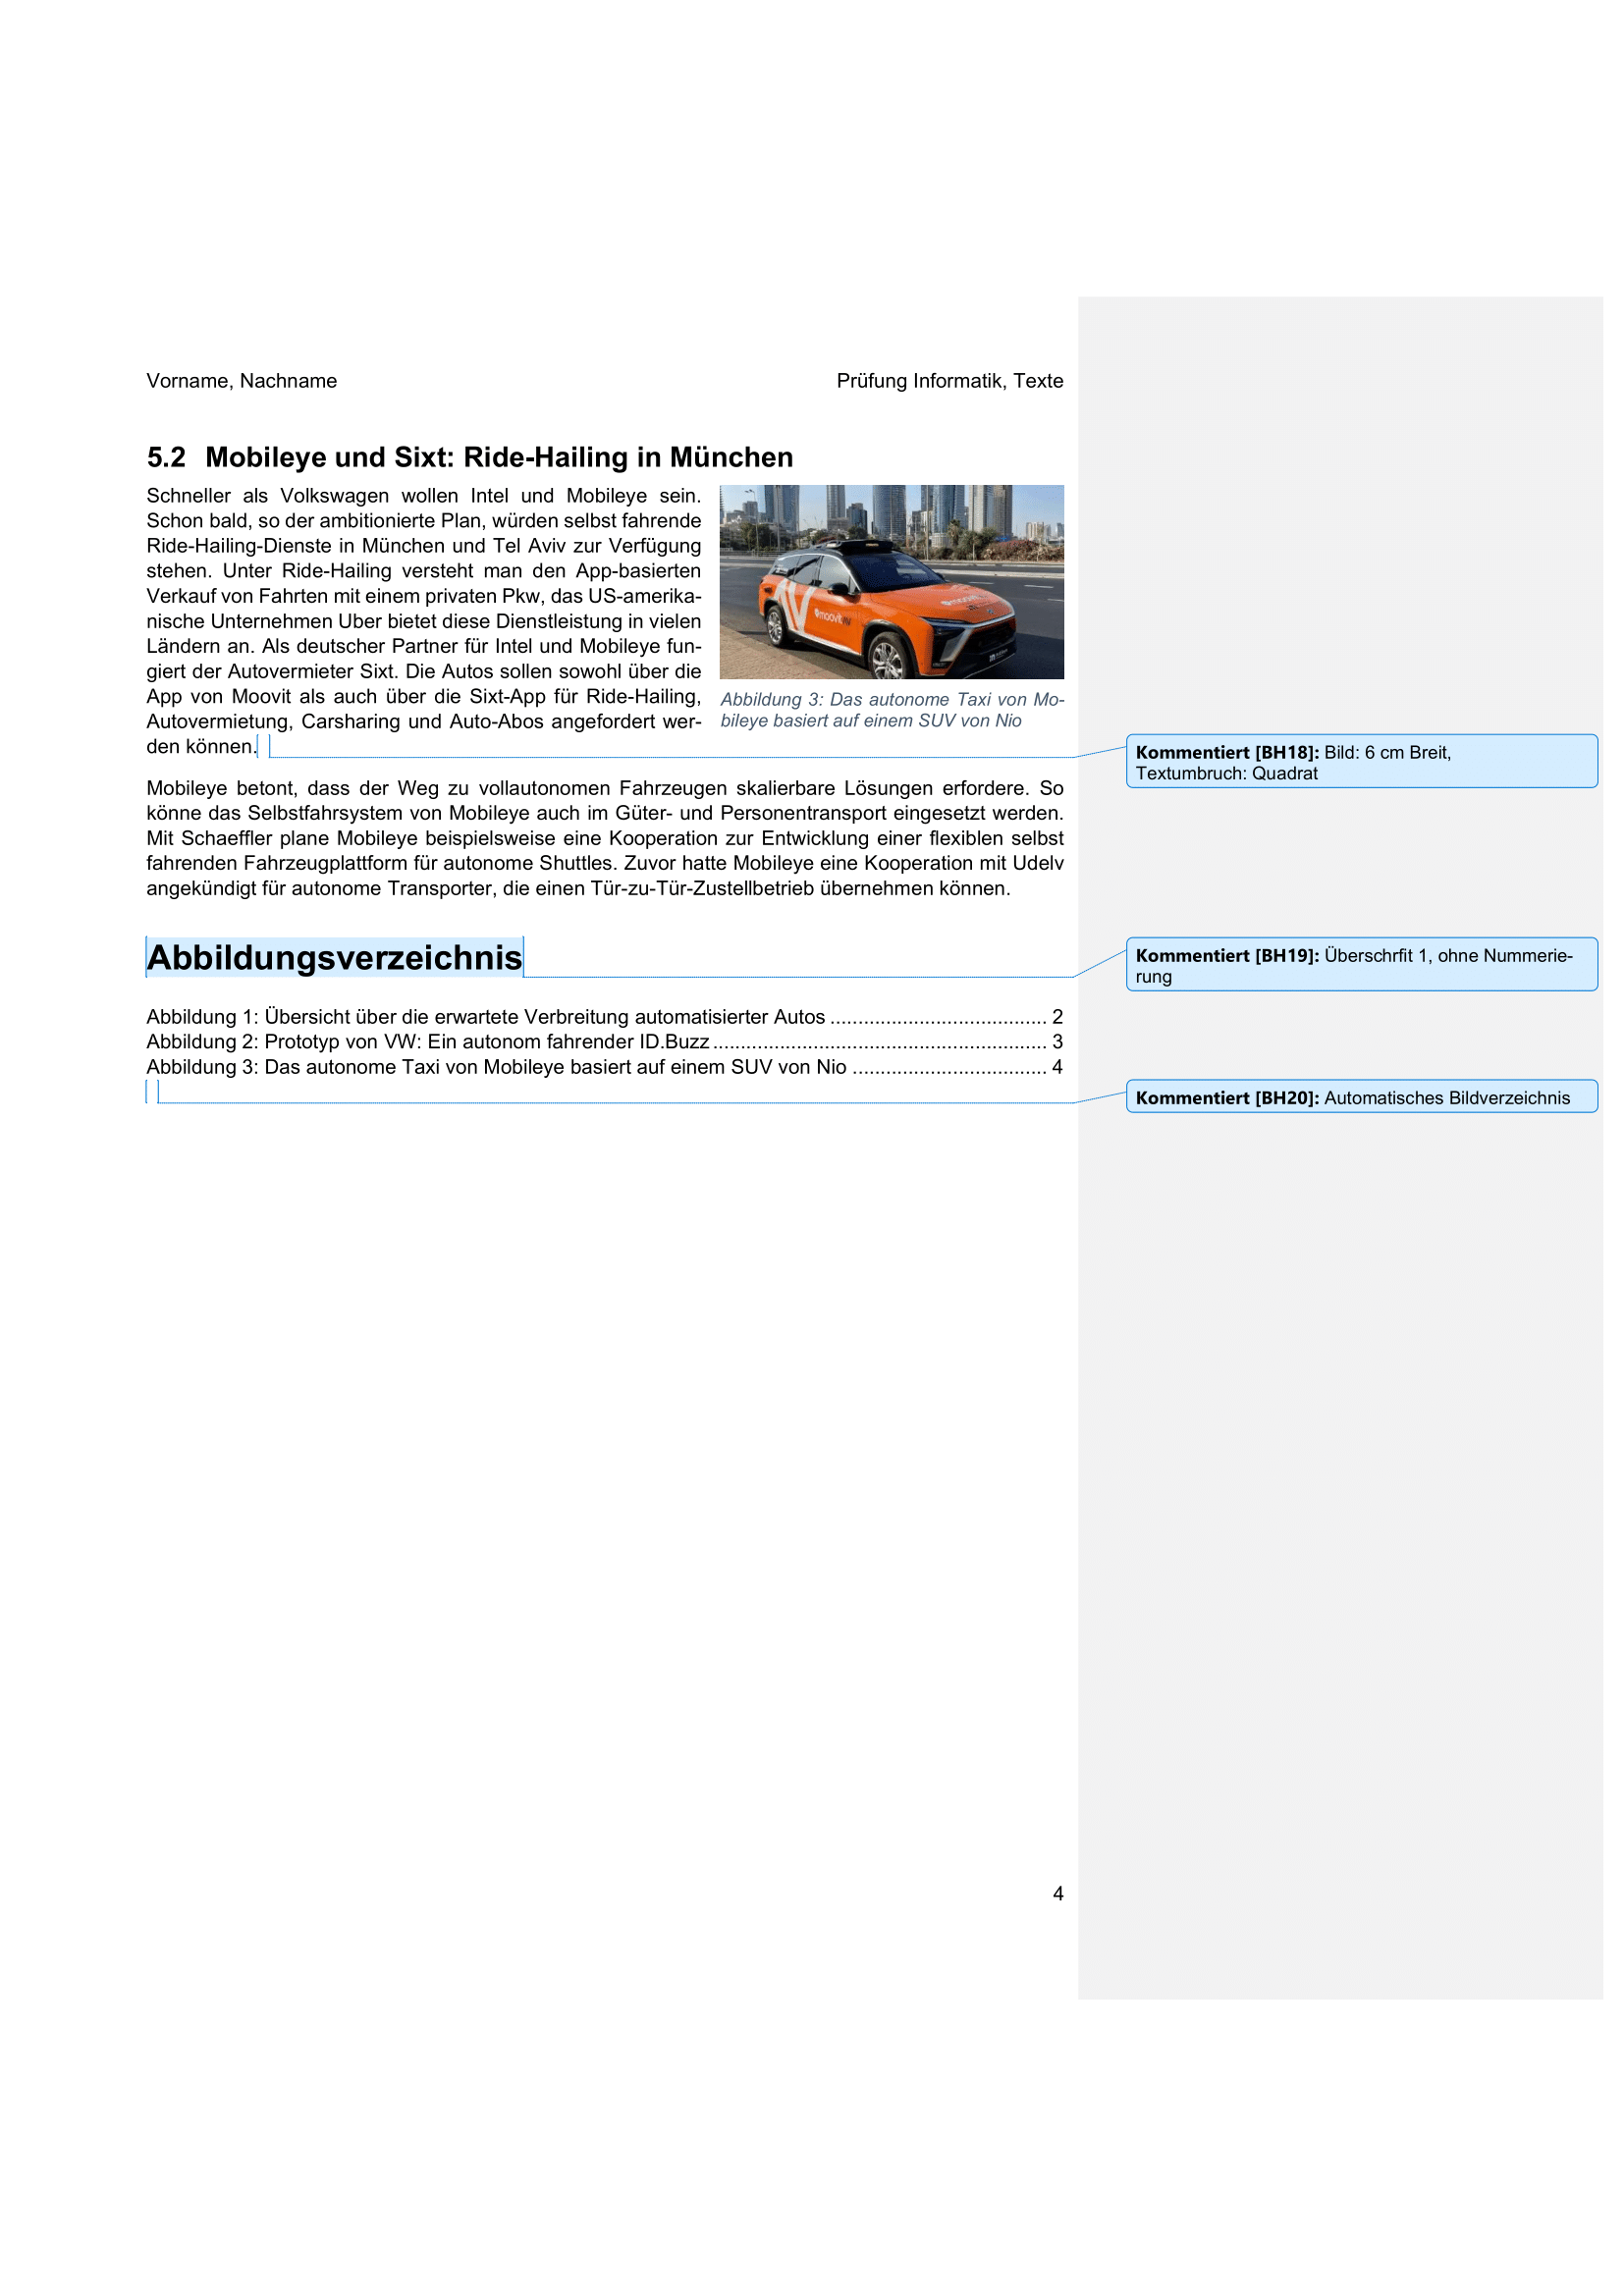 Vorname, Nachname
Prüfung Informatik, Texte
5.2 Mobileye und Sixt: Ride-Hailing in München
Schneller als Volkswagen wollen Intel und Mobileye sein.
Schon bald, so der ambitionierte Plan, würden selbst fahrende
Ride-Hailing-Dienste in München und Tel Aviv zur Verfügung
stehen. Unter Ride-Hailing versteht man den App-basierten
Verkauf von Fahrten mit einem privaten Pkw, das US-amerika-
nische Unternehmen Uber bietet diese Dienstleistung in vielen
Ländern an. Als deutscher Partner für Intel und Mobileye fun-
giert der Autovermieter Sixt. Die Autos sollen sowohl über die
App von Moovit als auch über die Sixt-App für Ride-Hailing,
Autovermietung, Carsharing und Auto-Abos angefordert wer-
den können.
moovit
Abbildung 3: Das autonome Taxi von Mo-
bileye basiert auf einem SUV von Nio
Kommentiert [BH18]: Bild: 6 cm Breit,
Textumbruch: Quadrat
Mobileye betont, dass der Weg zu vollautonomen Fahrzeugen skalierbare Lösungen erfordere. So
könne das Selbstfahrsystem von Mobileye auch im Güter- und Personentransport eingesetzt werden.
Mit Schaeffler plane Mobileye beispielsweise eine Kooperation zur Entwicklung einer flexiblen selbst
fahrenden Fahrzeugplattform für autonome Shuttles. Zuvor hatte Mobileye eine Kooperation mit Udelv
angekündigt für autonome Transporter, die einen Tür-zu-Tür-Zustellbetrieb übernehmen können.
Abbildungsverzeichnis
Kommentiert [BH19]: Überschrfit 1, ohne Nummerie-
rung
Abbildung 1: Übersicht über die erwartete Verbreitung automatisierter Autos ....................................... 2
Abbildung 2: Prototyp von VW: Ein autonom fahrender ID.Buzz ............................................................ 3
Abbildung 3: Das autonome Taxi von Mobileye basiert auf einem SUV von Nio ................................... 4
Kommentiert [BH20]: Automatisches Bildverzeichnis
4